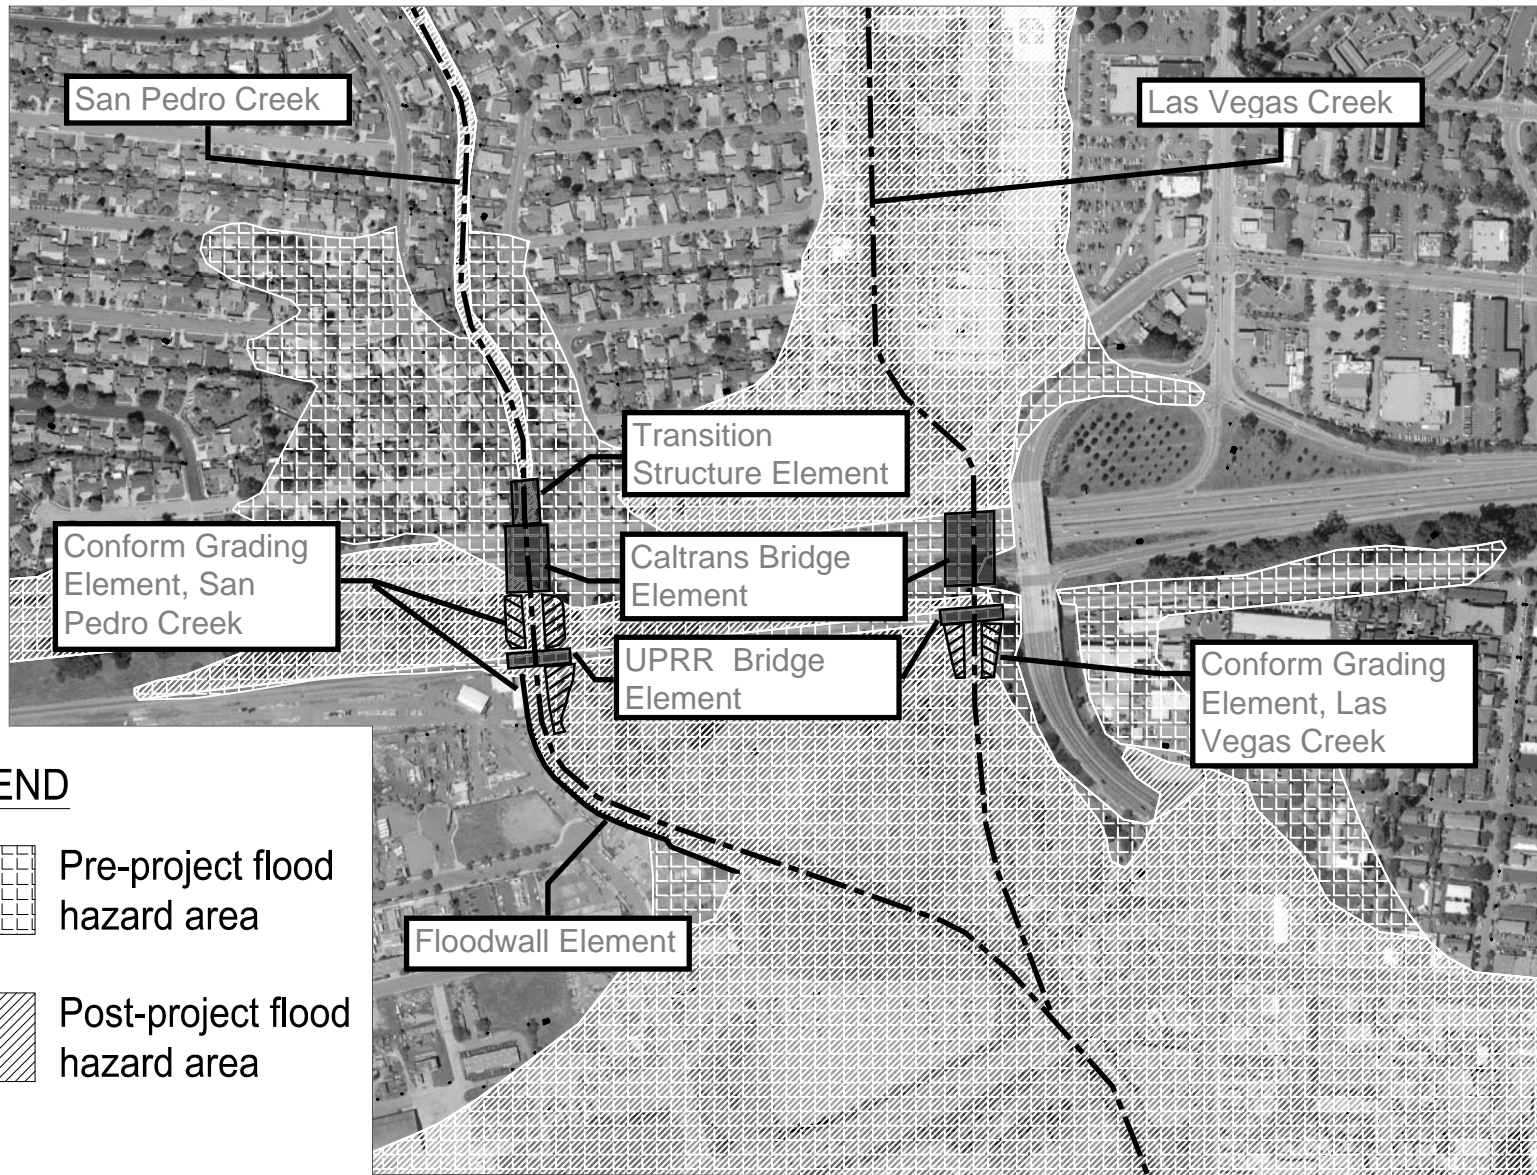 San Pedro Creek
Las Vegas Creek
Transition
Structure Element
Conform Grading
Element, San
Pedro Creek
Caltrans Bridge
Element
UPRR Bridge
Element
Conform Grading
Element, Las
Vegas Creek
END
Pre-project flood
hazard area
Floodwall Element
Post-project flood
hazard area